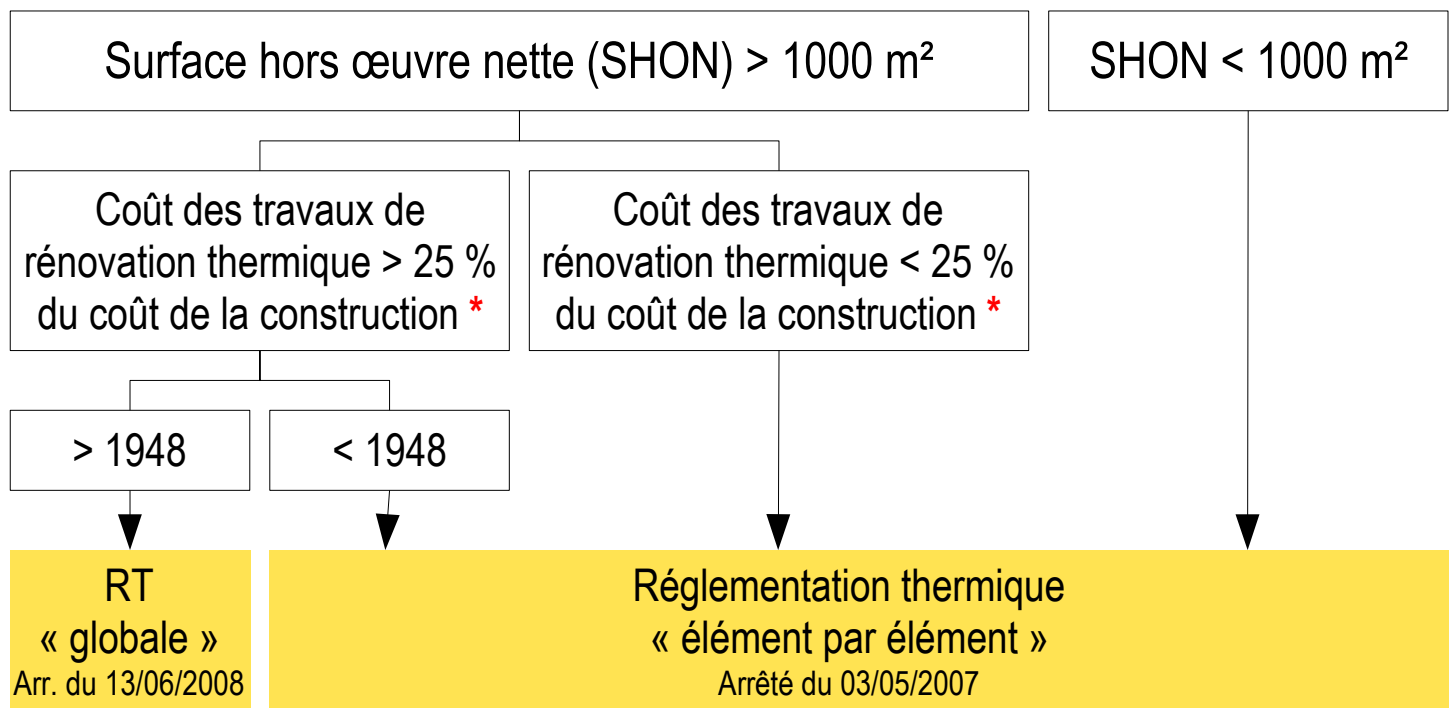 Surface hors œuvre nette (SHON) > 1000 m²
SHON < 1000 m²
Coût des travaux de
rénovation thermique > 25 %
du coût de la construction *
Coût des travaux de
rénovation thermique < 25 %
du coût de la construction *
> 1948
< 1948
RT
« globale »
Arr. du 13/06/2008
Réglementation thermique
« élément par élément »
Arrêté du 03/05/2007